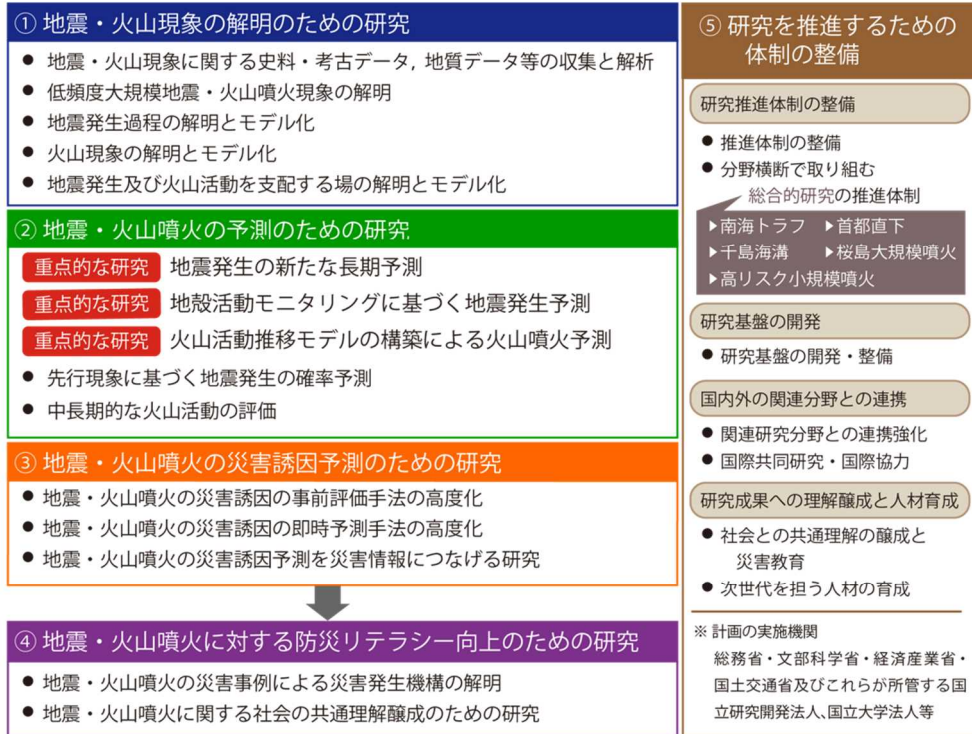 ① 地震・火山現象の解明のための研究
● 地震・火山現象に関する史料・考古データ, 地質データ等の収集と解析
● 低頻度大規模地震・火山噴火現象の解明
● 地震発生過程の解明とモデル化
● 火山現象の解明とモデル化
● 地震発生及び火山活動を支配する場の解明とモデル化
② 地震・火山噴火の予測のための研究
重点的な研究 地震発生の新たな長期予測
重点的な研究 地殻活動モニタリングに基づく地震発生予測
重点的な研究 火山活動推移モデルの構築による火山噴火予測
● 先行現象に基づく地震発生の確率予測
● 中長期的な火山活動の評価
③ 地震・火山噴火の災害誘因予測のための研究
● 地震・火山噴火の災害誘因の事前評価手法の高度化
● 地震・火山噴火の災害誘因の即時予測手法の高度化
● 地震・火山噴火の災害誘因予測を災害情報につなげる研究
④ 地震・火山噴火に対する防災リテラシー向上のための研究
● 地震・火山噴火の災害事例による災害発生機構の解明
● 地震・火山噴火に関する社会の共通理解醸成のための研究
⑤ 研究を推進するための
体制の整備
研究推進体制の整備
● 推進体制の整備
● 分野横断で取り組む
総合的研究の推進体制
▶南海トラフ ▶首都直下
▶千島海溝 ▶桜島大規模噴火
▶高リスク小規模噴火
研究基盤の開発
● 研究基盤の開発・整備
国内外の関連分野との連携
● 関連研究分野との連携強化
● 国際共同研究・国際協力
研究成果への理解醸成と人材育成
● 社会との共通理解の醸成と
災害教育
● 次世代を担う人材の育成
※ 計画の実施機関
総務省・文部科学省・経済産業省・
国土交通省及びこれらが所管する国
立研究開発法人、国立大学法人等